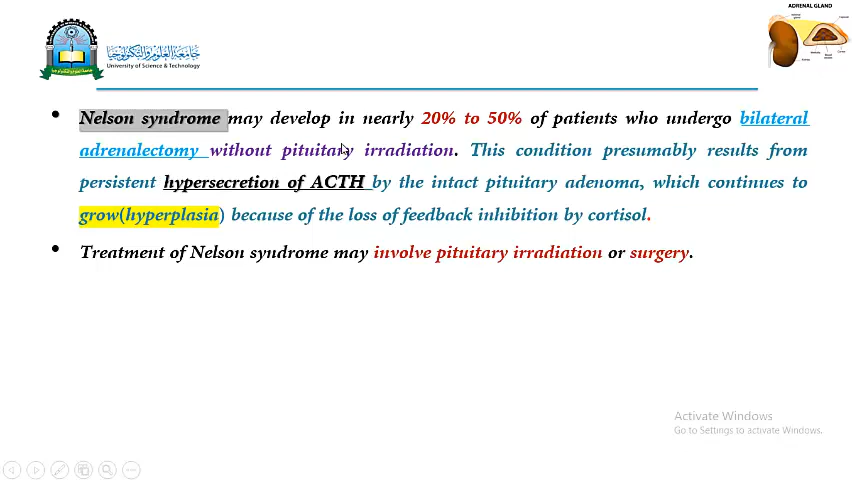 ADRENAL GLAND
جامعة العلوم والتكنولوجيا
University of Science & Technology
• Nelson syndrome may develop in nearly 20% to 50% of patients who undergo bilateral
adrenalectomy without pituitary irradiation. This condition presumably results from
persistent hypersecretion of ACTH by the intact pituitary adenoma, which continues to
grow(hyperplasia) because of the loss of feedback inhibition by cortisol.
• Treatment of Nelson syndrome may involve pituitary irradiation or surgery.
Activate Windows
Go to Settings to activate Windows.